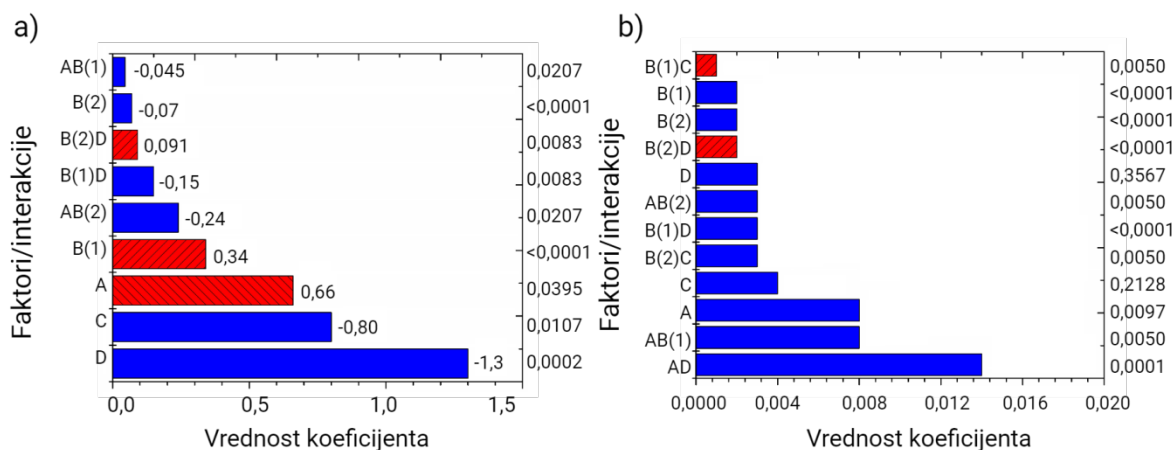 a)
Faktori/interakcije
AB(1) -0,045 0,0207
B(2) -0,07 <0,0001
B(2)D 0,091 0,0083
B(1)D -0,15 0,0083
AB(2) -0,24 0,0207
B(1) 0,34 <0,0001
A 0,66 0,0395
C -0,80 0,0107
D -1,3 0,0002
0,0 0,5 1,0 1,5
Vrednost koeficijenta
b)
Faktori/interakcije
B(1)C 0,0050
B(1) <0,0001
B(2) <0,0001
B(2)D <0,0001
D 0,3567
AB(2) 0,0050
B(1)D <0,0001
B(2)C 0,0050
C 0,2128
A 0,0097
AB(1) 0,0050
AD 0,0001
0,0000 0,004 0,008 0,012 0,016 0,020
Vrednost koeficijenta